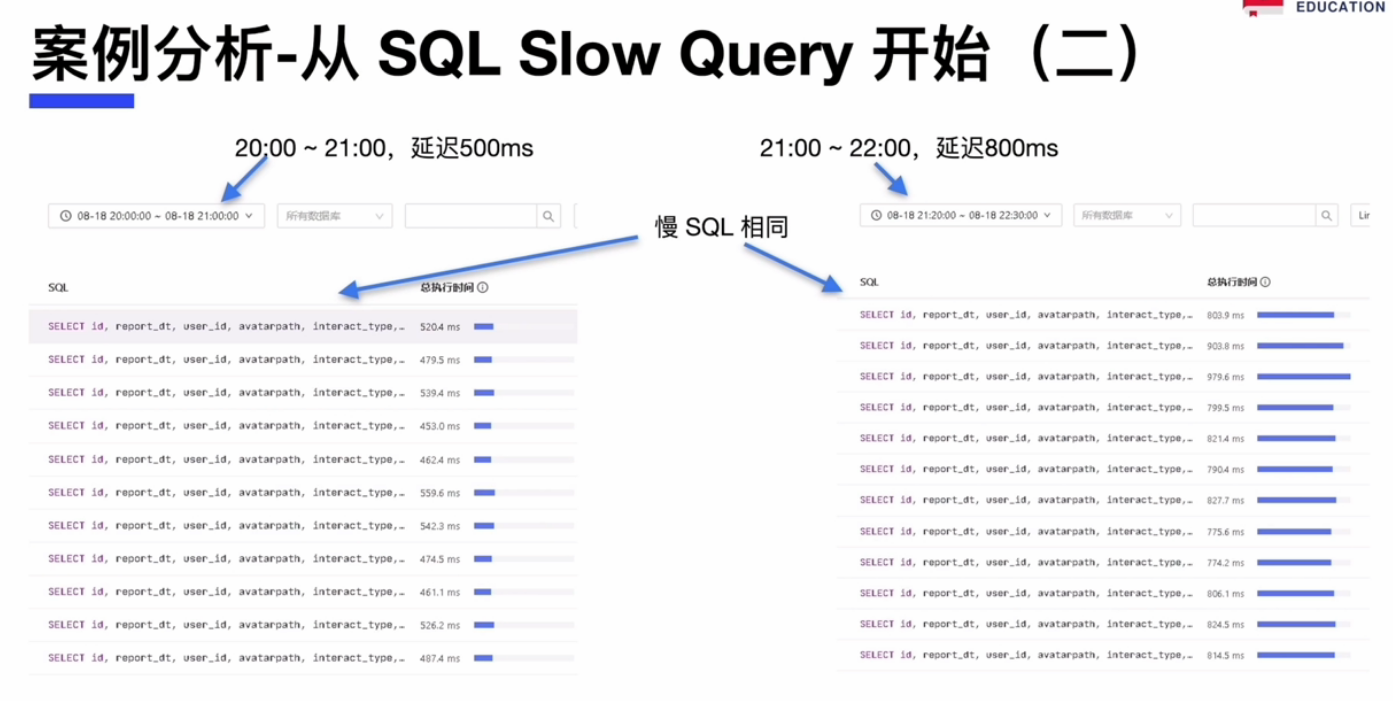 EDUCATION
案例分析-从 SQL Slow Query 开始（二）
20:00 ~ 21:00，延迟500ms
21:00 ~ 22:00，延迟800ms
慢 SQL 相同
08-18 20:00:00 ~ 08-18 21:00:00 所有数据库
SQL 总执行时间
SELECT id, report_dt, user_id, avatarpath, interact_type,… 520.4 ms
SELECT id, report_dt, user_id, avatarpath, interact_type,… 479.5 ms
SELECT id, report_dt, user_id, avatarpath, interact_type,… 539.4 ms
SELECT id, report_dt, user_id, avatarpath, interact_type,… 453.0 ms
SELECT id, report_dt, user_id, avatarpath, interact_type,… 462.4 ms
SELECT id, report_dt, user_id, avatarpath, interact_type,… 559.6 ms
SELECT id, report_dt, user_id, avatarpath, interact_type,… 542.3 ms
SELECT id, report_dt, user_id, avatarpath, interact_type,… 474.5 ms
SELECT id, report_dt, user_id, avatarpath, interact_type,… 461.1 ms
SELECT id, report_dt, user_id, avatarpath, interact_type,… 526.2 ms
SELECT id, report_dt, user_id, avatarpath, interact_type,… 487.4 ms
08-18 21:20:00 ~ 08-18 22:30:00 所有数据库 Lir
SQL 总执行时间
SELECT id, report_dt, user_id, avatarpath, interact_type,… 803.9 ms
SELECT id, report_dt, user_id, avatarpath, interact_type,… 903.8 ms
SELECT id, report_dt, user_id, avatarpath, interact_type,… 979.6 ms
SELECT id, report_dt, user_id, avatarpath, interact_type,… 799.5 ms
SELECT id, report_dt, user_id, avatarpath, interact_type,… 821.4 ms
SELECT id, report_dt, user_id, avatarpath, interact_type,… 790.4 ms
SELECT id, report_dt, user_id, avatarpath, interact_type,… 827.7 ms
SELECT id, report_dt, user_id, avatarpath, interact_type,… 775.6 ms
SELECT id, report_dt, user_id, avatarpath, interact_type,… 774.2 ms
SELECT id, report_dt, user_id, avatarpath, interact_type,… 806.1 ms
SELECT id, report_dt, user_id, avatarpath, interact_type,… 824.5 ms
SELECT id, report_dt, user_id, avatarpath, interact_type,… 814.5 ms